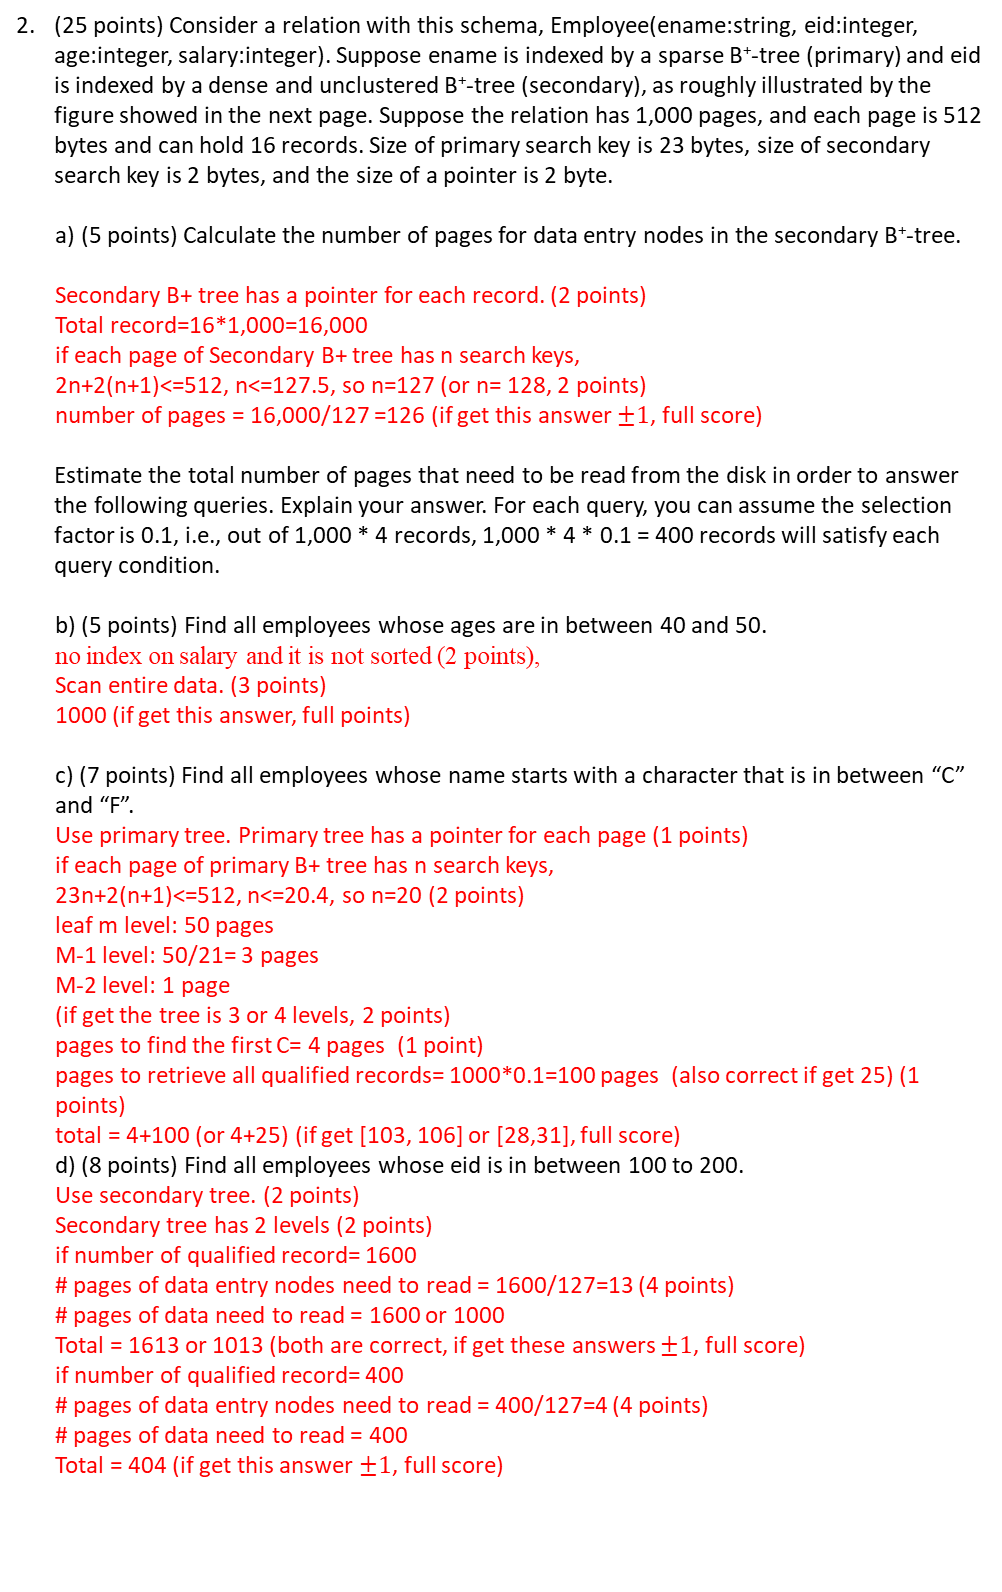 2. (25 points) Consider a relation with this schema, Employee(ename:string, eid:integer,
age:integer, salary:integer). Suppose ename is indexed by a sparse B⁺-tree (primary) and eid
is indexed by a dense and unclustered B⁺-tree (secondary), as roughly illustrated by the
figure showed in the next page. Suppose the relation has 1,000 pages, and each page is 512
bytes and can hold 16 records. Size of primary search key is 23 bytes, size of secondary
search key is 2 bytes, and the size of a pointer is 2 byte.
a) (5 points) Calculate the number of pages for data entry nodes in the secondary B⁺-tree.
Secondary B+ tree has a pointer for each record. (2 points)
Total record=16*1,000=16,000
if each page of Secondary B+ tree has n search keys,
2n+2(n+1)<=512, n<=127.5, so n=127 (or n= 128, 2 points)
number of pages = 16,000/127 =126 (if get this answer ±1, full score)
Estimate the total number of pages that need to be read from the disk in order to answer
the following queries. Explain your answer. For each query, you can assume the selection
factor is 0.1, i.e., out of 1,000 * 4 records, 1,000 * 4 * 0.1 = 400 records will satisfy each
query condition.
b) (5 points) Find all employees whose ages are in between 40 and 50.
no index on salary and it is not sorted (2 points),
Scan entire data. (3 points)
1000 (if get this answer, full points)
c) (7 points) Find all employees whose name starts with a character that is in between “C”
and “F”.
Use primary tree. Primary tree has a pointer for each page (1 points)
if each page of primary B+ tree has n search keys,
23n+2(n+1)<=512, n<=20.4, so n=20 (2 points)
leaf m level: 50 pages
M-1 level: 50/21= 3 pages
M-2 level: 1 page
(if get the tree is 3 or 4 levels, 2 points)
pages to find the first C= 4 pages (1 point)
pages to retrieve all qualified records= 1000*0.1=100 pages (also correct if get 25) (1
points)
total = 4+100 (or 4+25) (if get [103, 106] or [28,31], full score)
d) (8 points) Find all employees whose eid is in between 100 to 200.
Use secondary tree. (2 points)
Secondary tree has 2 levels (2 points)
if number of qualified record= 1600
# pages of data entry nodes need to read = 1600/127=13 (4 points)
# pages of data need to read = 1600 or 1000
Total = 1613 or 1013 (both are correct, if get these answers ±1, full score)
if number of qualified record= 400
# pages of data entry nodes need to read = 400/127=4 (4 points)
# pages of data need to read = 400
Total = 404 (if get this answer ±1, full score)